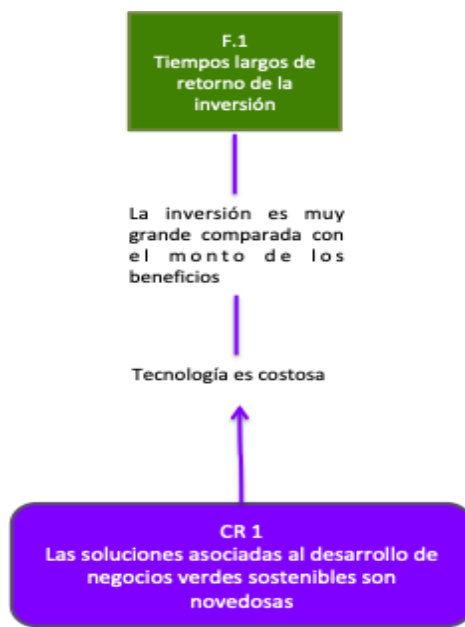 F.1
Tiempos largos de
retorno de la
inversión
La inversión es muy
grande comparada con
el monto de los
beneficios
Tecnología es costosa
CR 1
Las soluciones asociadas al desarrollo de
negocios verdes sostenibles son
novedosas